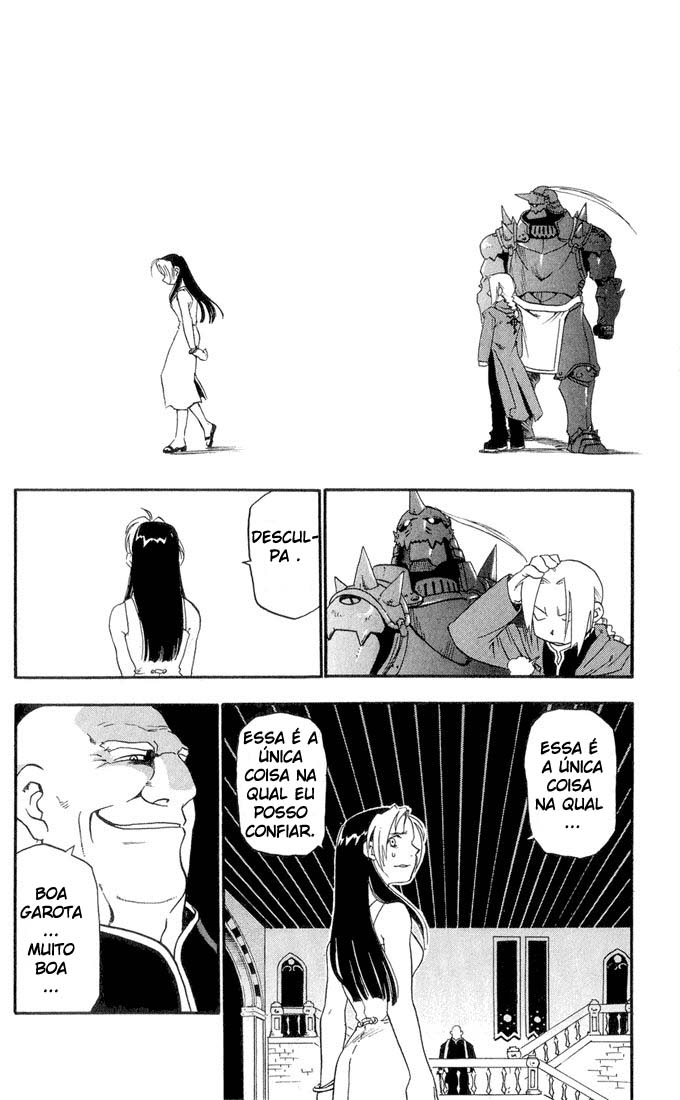 DESCUL-
PA .
ESSA É
A ÚNICA
COISA
NA QUAL
...
ESSA É A
ÚNICA
COISA NA
QUAL EU
POSSO
CONFIAR.
BOA
GAROTA
...
MUITO
BOA
...